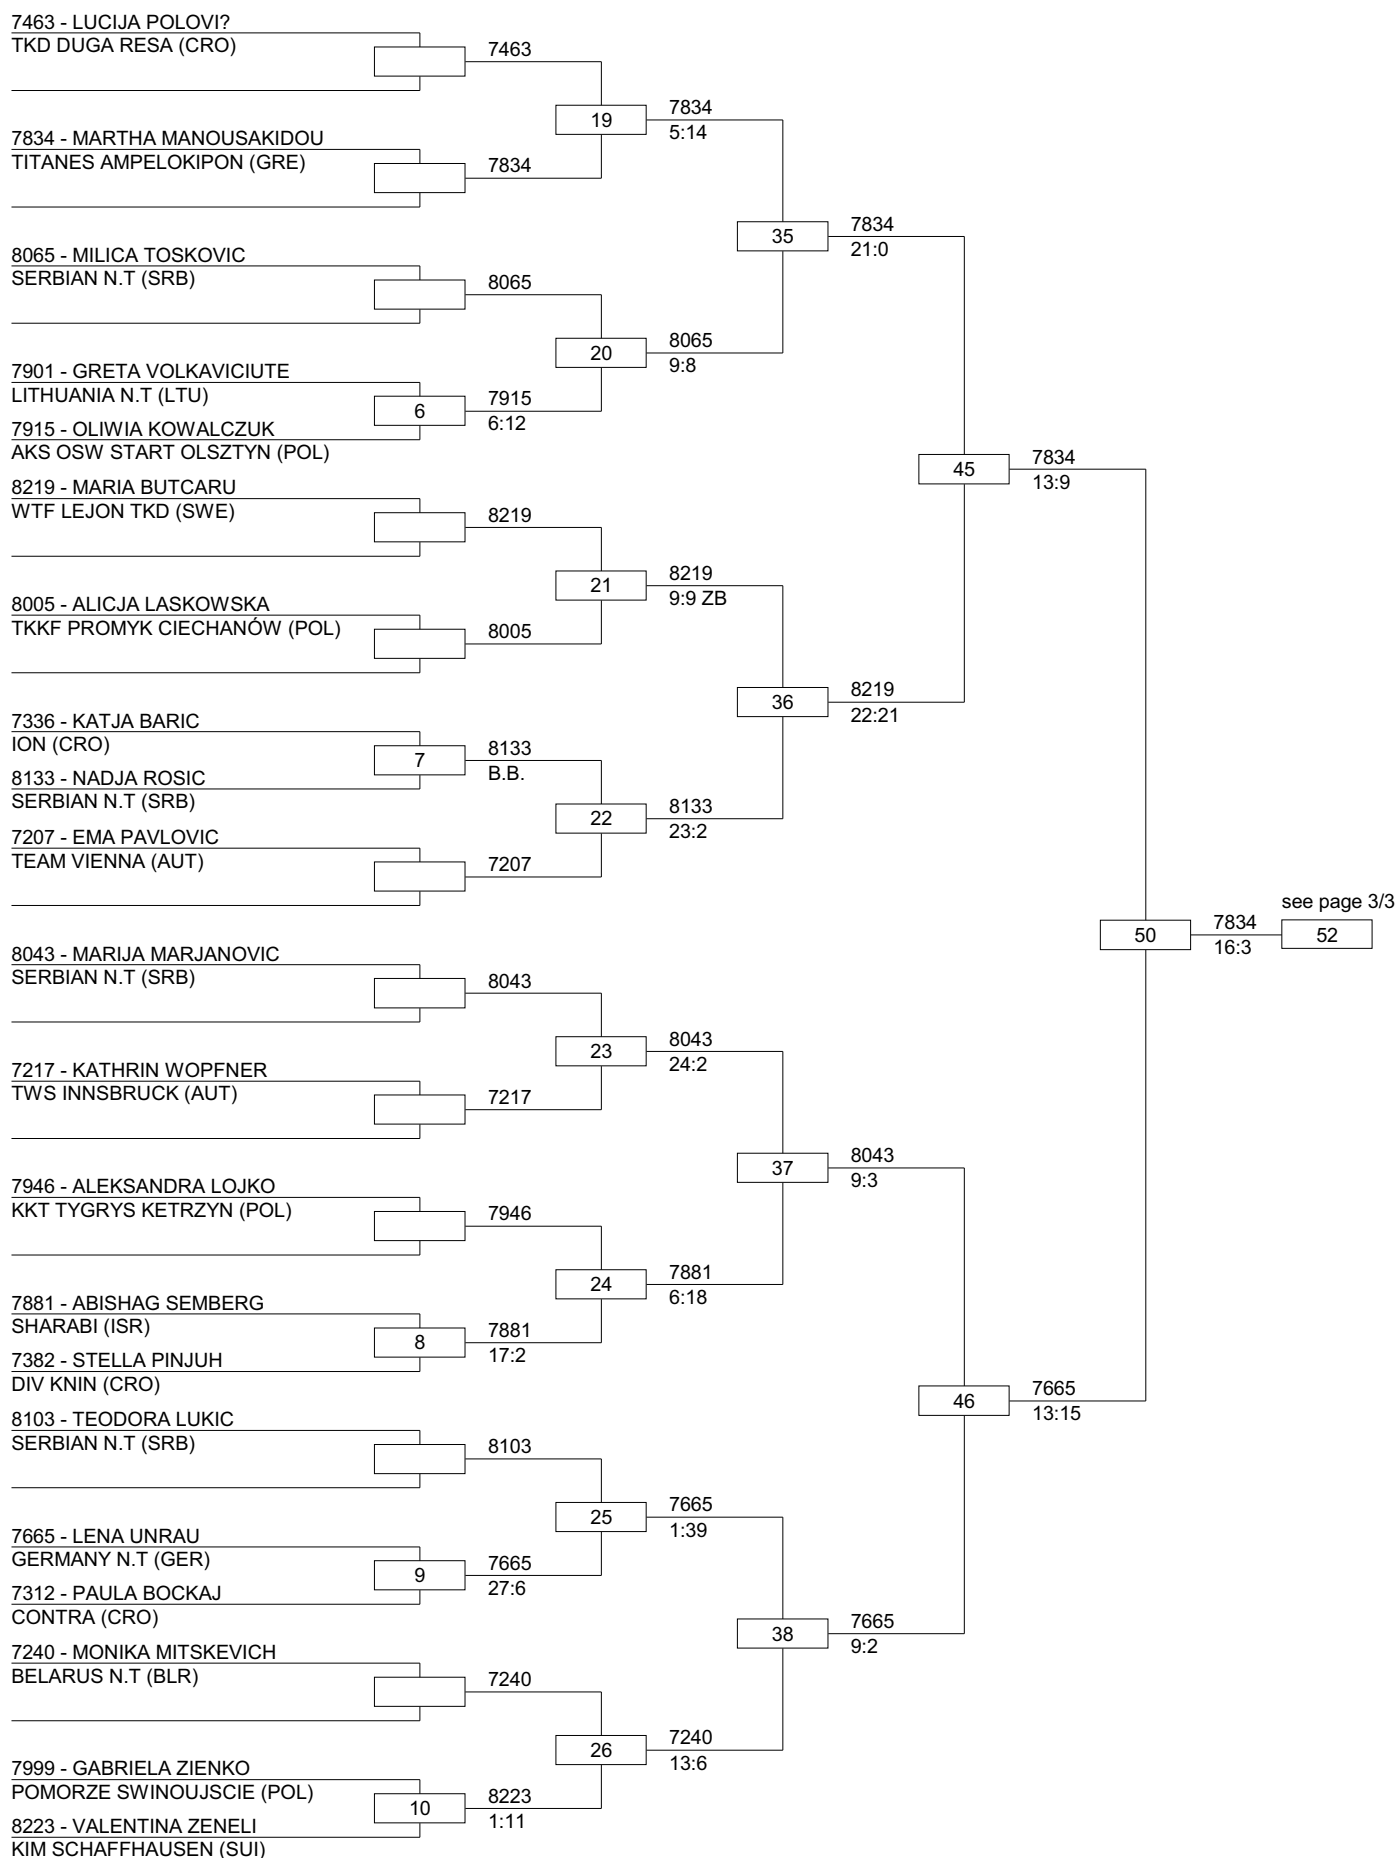 7463 - LUCIJA POLOVI?
TKD DUGA RESA (CRO)
7463
19
7834
5:14
7834 - MARTHA MANOUSAKIDOU
TITANES AMPELOKIPON (GRE)
7834
35
7834
21:0
8065 - MILICA TOSKOVIC
SERBIAN N.T (SRB)
8065
20
8065
9:8
7901 - GRETA VOLKAVICIUTE
LITHUANIA N.T (LTU)
6
7915
6:12
7915 - OLIWIA KOWALCZUK
AKS OSW START OLSZTYN (POL)
45
7834
13:9
8219 - MARIA BUTCARU
WTF LEJON TKD (SWE)
8219
21
8219
9:9 ZB
8005 - ALICJA LASKOWSKA
TKKF PROMYK CIECHANÓW (POL)
8005
36
8219
22:21
7336 - KATJA BARIC
ION (CRO)
7
8133
B.B.
8133 - NADJA ROSIC
SERBIAN N.T (SRB)
22
8133
23:2
7207 - EMA PAVLOVIC
TEAM VIENNA (AUT)
7207
see page 3/3
50
7834
16:3
52
8043 - MARIJA MARJANOVIC
SERBIAN N.T (SRB)
8043
23
8043
24:2
7217 - KATHRIN WOPFNER
TWS INNSBRUCK (AUT)
7217
37
8043
9:3
7946 - ALEKSANDRA LOJKO
KKT TYGRYS KETRZYN (POL)
7946
24
7881
6:18
7881 - ABISHAG SEMBERG
SHARABI (ISR)
8
7881
17:2
7382 - STELLA PINJUH
DIV KNIN (CRO)
46
7665
13:15
8103 - TEODORA LUKIC
SERBIAN N.T (SRB)
8103
25
7665
1:39
7665 - LENA UNRAU
GERMANY N.T (GER)
9
7665
27:6
7312 - PAULA BOCKAJ
CONTRA (CRO)
38
7665
9:2
7240 - MONIKA MITSKEVICH
BELARUS N.T (BLR)
7240
26
7240
13:6
7999 - GABRIELA ZIENKO
POMORZE SWINOUJSCIE (POL)
10
8223
1:11
8223 - VALENTINA ZENELI
KIM SCHAFFHAUSEN (SUI)